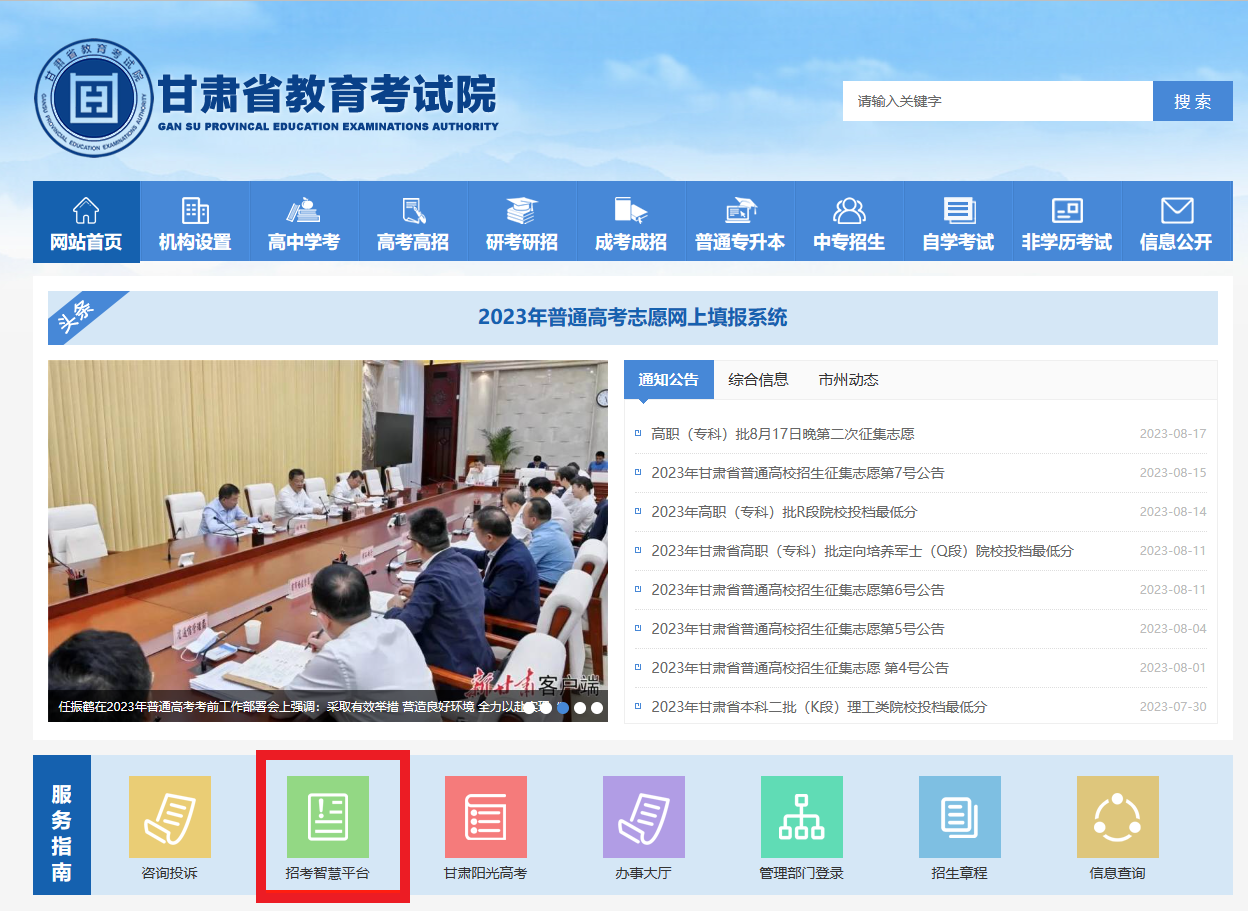 甘肃省教育考试院
GANSU PROVINCIAL EDUCATION EXAMINATIONS AUTHORITY
甘肃省教育考试院
GAN SU PROVINCAL EDUCATION EXAMINATIONS AUTHORITY
请输入关键字
搜 索
网站首页
机构设置
高中学考
高考高招
研考研招
成考成招
普通专升本
中专招生
自学考试
非学历考试
信息公开
头条
2023年普通高考志愿网上填报系统
通知公告
综合信息
市州动态
高职（专科）批8月17日晚第二次征集志愿 2023-08-17
2023年甘肃省普通高校招生征集志愿第7号公告 2023-08-15
2023年高职（专科）批R段院校投档最低分 2023-08-14
2023年甘肃省高职（专科）批定向培养军士（Q段）院校投档最低分 2023-08-11
2023年甘肃省普通高校招生征集志愿第6号公告 2023-08-11
2023年甘肃省普通高校招生征集志愿第5号公告 2023-08-04
2023年甘肃省普通高校招生征集志愿 第4号公告 2023-08-01
2023年甘肃省本科二批（K段）理工类院校投档最低分 2023-07-30
新甘肃客户端
任振鹤在2023年普通高考考前工作部署会上强调：采取有效举措 营造良好环境 全力以赴实现
服务指南
咨询投诉
招考智慧平台
甘肃阳光高考
办事大厅
管理部门登录
招生章程
信息查询